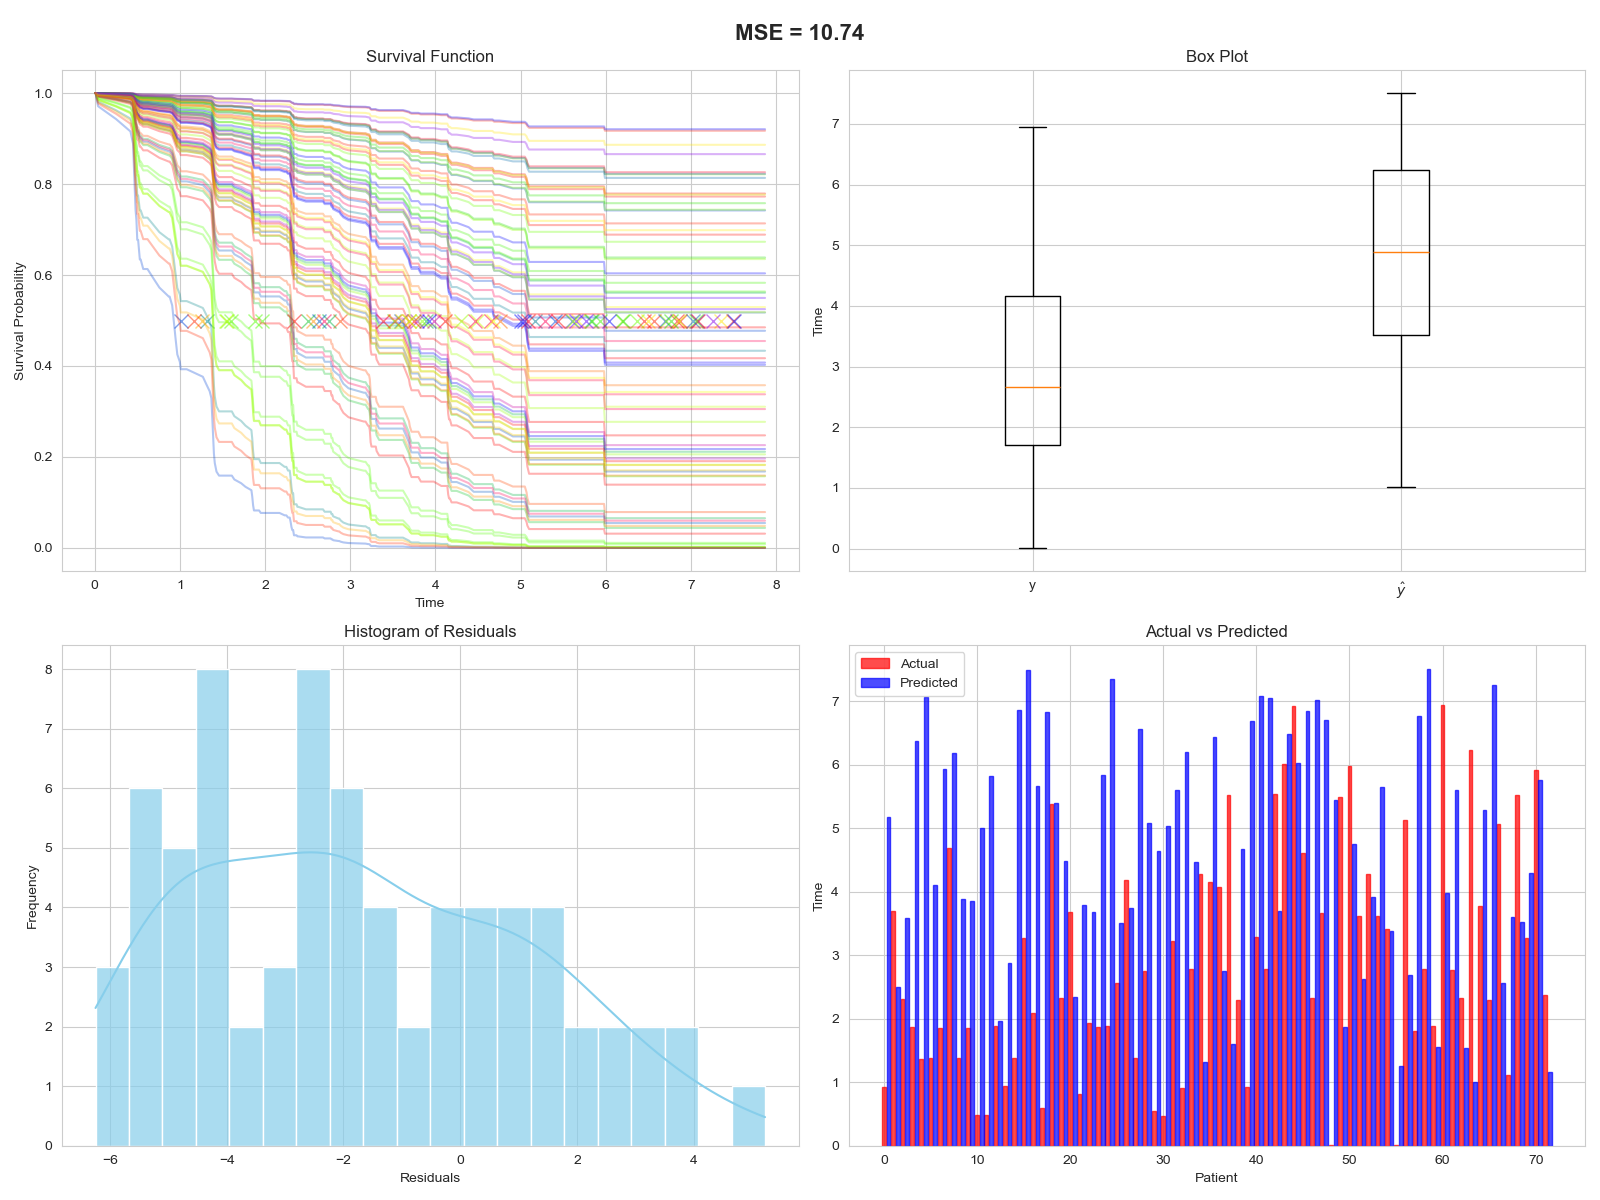 MSE = 10.74
Survival Function
Survival Probability
1.0
0.8
0.6
0.4
0.2
0.0
0 1 2 3 4 5 6 7 8
Time
Box Plot
Time
7
6
5
4
3
2
1
0
y ŷ
Histogram of Residuals
Frequency
8
7
6
5
4
3
2
1
0
−6 −4 −2 0 2 4
Residuals
Actual vs Predicted
Actual
Predicted
Time
7
6
5
4
3
2
1
0
0 10 20 30 40 50 60 70
Patient